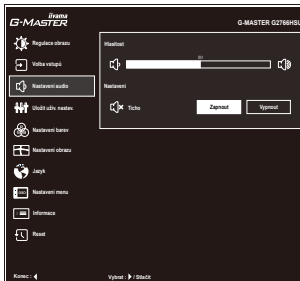 iiyama
G-MASTER
G-MASTER G2766HSU
Regulace obrazu
Volba vstupů
Nastavení audio
Uložit uživ. nastav.
Nastavení barev
Nastavení obrazu
Jazyk
Nastavení menu
Informace
Reset
Hlasitost
Nastavení
Ticho
Zapnout
Vypnout
Konec :
Vybrat : / Stlačit